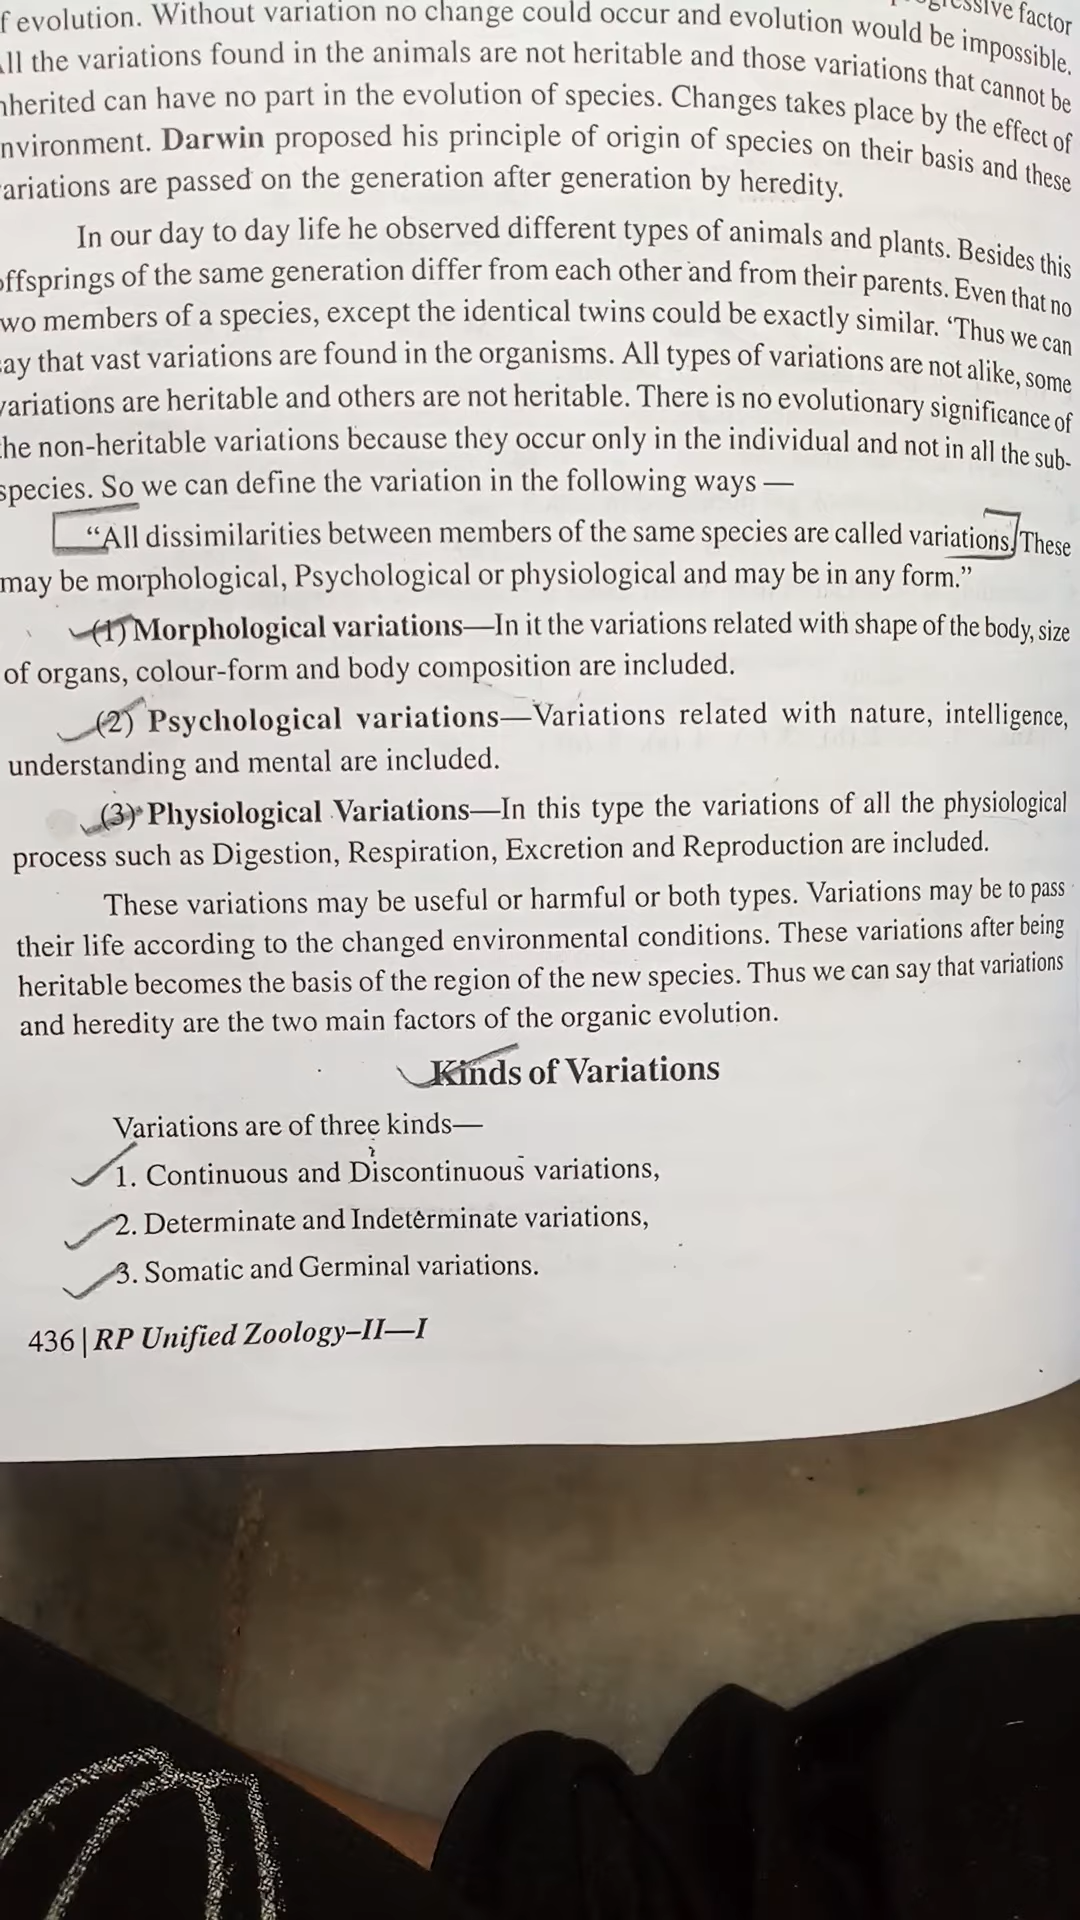 f evolution. Without variation no change could occur and evolution would be impossible.
ll the variations found in the animals are not heritable and those variations that cannot be
nherited can have no part in the evolution of species. Changes takes place by the effect of
nvironment. Darwin proposed his principle of origin of species on their basis and these
ariations are passed on the generation after generation by heredity.
In our day to day life he observed different types of animals and plants. Besides this
offsprings of the same generation differ from each other and from their parents. Even that no
wo members of a species, except the identical twins could be exactly similar. ‘Thus we can
ay that vast variations are found in the organisms. All types of variations are not alike, some
variations are heritable and others are not heritable. There is no evolutionary significance of
he non-heritable variations because they occur only in the individual and not in all the sub-
species. So we can define the variation in the following ways —
“All dissimilarities between members of the same species are called variations. These
may be morphological, Psychological or physiological and may be in any form.”
(1) Morphological variations—In it the variations related with shape of the body, size
of organs, colour-form and body composition are included.
(2) Psychological variations—Variations related with nature, intelligence,
understanding and mental are included.
(3) Physiological Variations—In this type the variations of all the physiological
process such as Digestion, Respiration, Excretion and Reproduction are included.
These variations may be useful or harmful or both types. Variations may be to pass
their life according to the changed environmental conditions. These variations after being
heritable becomes the basis of the region of the new species. Thus we can say that variations
and heredity are the two main factors of the organic evolution.
Kinds of Variations
Variations are of three kinds—
1. Continuous and Discontinuous variations,
2. Determinate and Indeterminate variations,
3. Somatic and Germinal variations.
436 | RP Unified Zoology–II—I